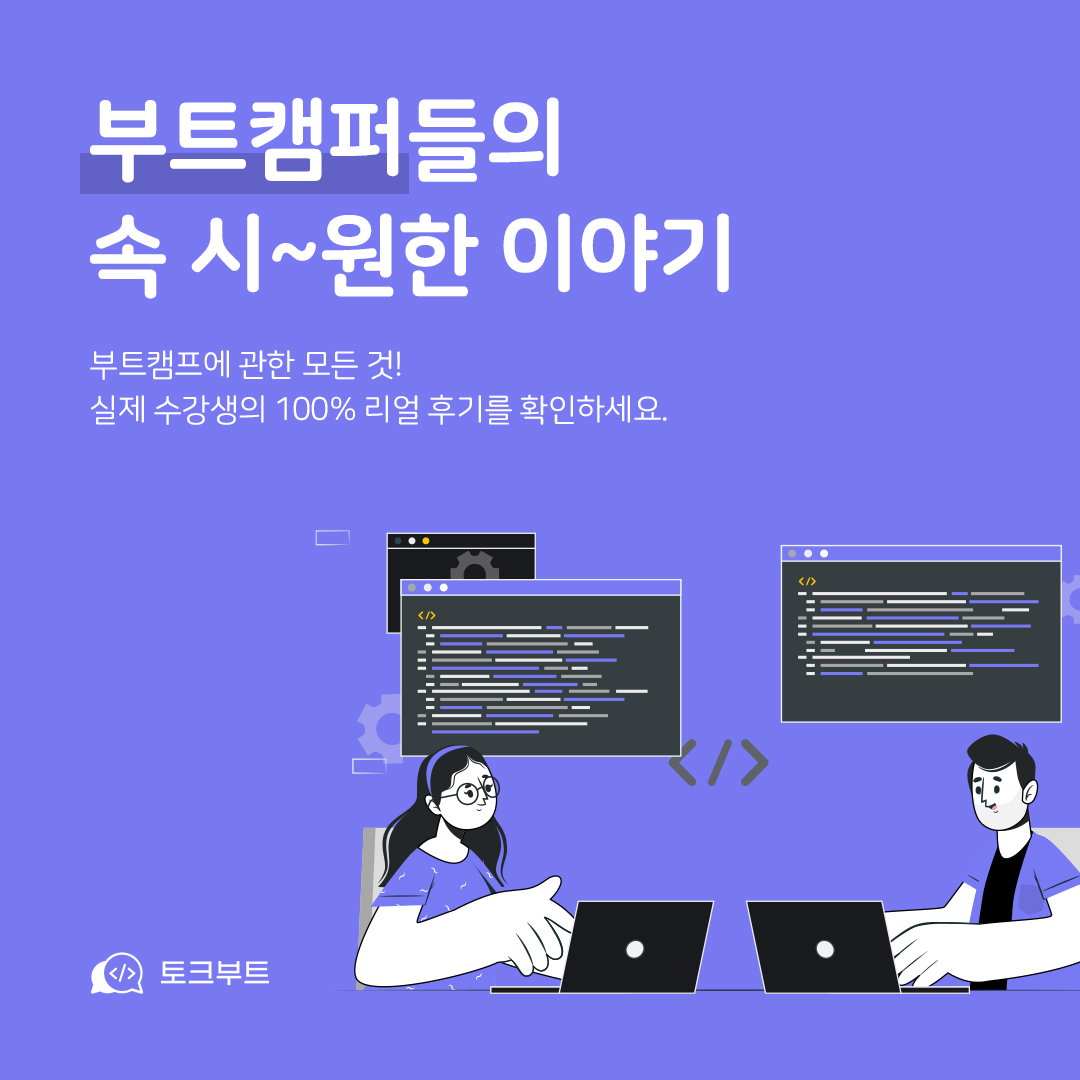 부트캠퍼들의
속 시~원한 이야기
부트캠프에 관한 모든 것!
실제 수강생의 100% 리얼 후기를 확인하세요.
</>
</>
</>
</>
토크부트